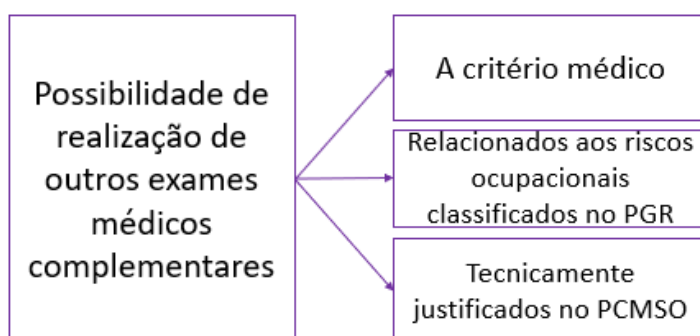 Possibilidade de
realização de
outros exames
médicos
complementares
A critério médico
Relacionados aos riscos
ocupacionais
classificados no PGR
Tecnicamente
justificados no PCMSO